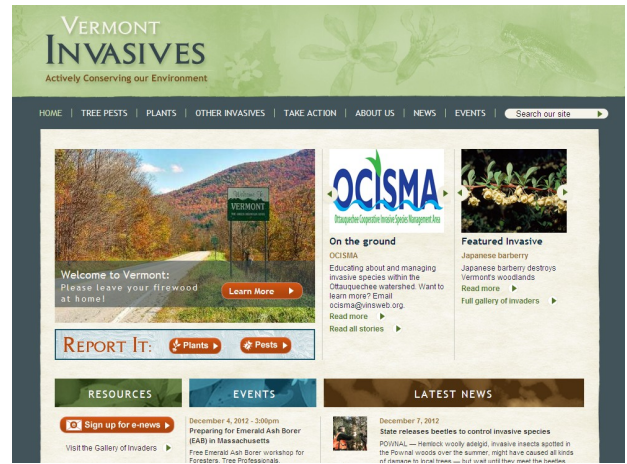 VERMONT
INVASIVES
Actively Conserving our Environment
HOME | TREE PESTS | PLANTS | OTHER INVASIVES | TAKE ACTION | ABOUT US | NEWS | EVENTS
Search our site
WELCOME TO
VERMONT
Welcome to Vermont:
Please leave your firewood
at home!
Learn More
REPORT IT:
Plants
Pests
OCISMA
Ottauquechee Cooperative Invasive Species Management Area
On the ground
OCISMA
Educating about and managing
invasive species within the
Ottauquechee watershed. Want to
learn more? Email
ocisma@vinsweb.org.
Read more
Read all stories
Featured Invasive
Japanese barberry
Japanese barberry destroys
Vermont's woodlands
Read more
Full gallery of invaders
RESOURCES
Sign up for e-news
Visit the Gallery of Invaders
EVENTS
December 4, 2012 - 3:00pm
Preparing for Emerald Ash Borer
(EAB) in Massachusetts
Free Emerald Ash Borer workshop for
Foresters, Tree Professionals,
LATEST NEWS
December 7, 2012
State releases beetles to control invasive species
POWNAL — Hemlock woolly adelgid, invasive insects spotted in
the Pownal woods over the summer, might have caused all kinds
of damage to local trees — but wait until they meet the beetles